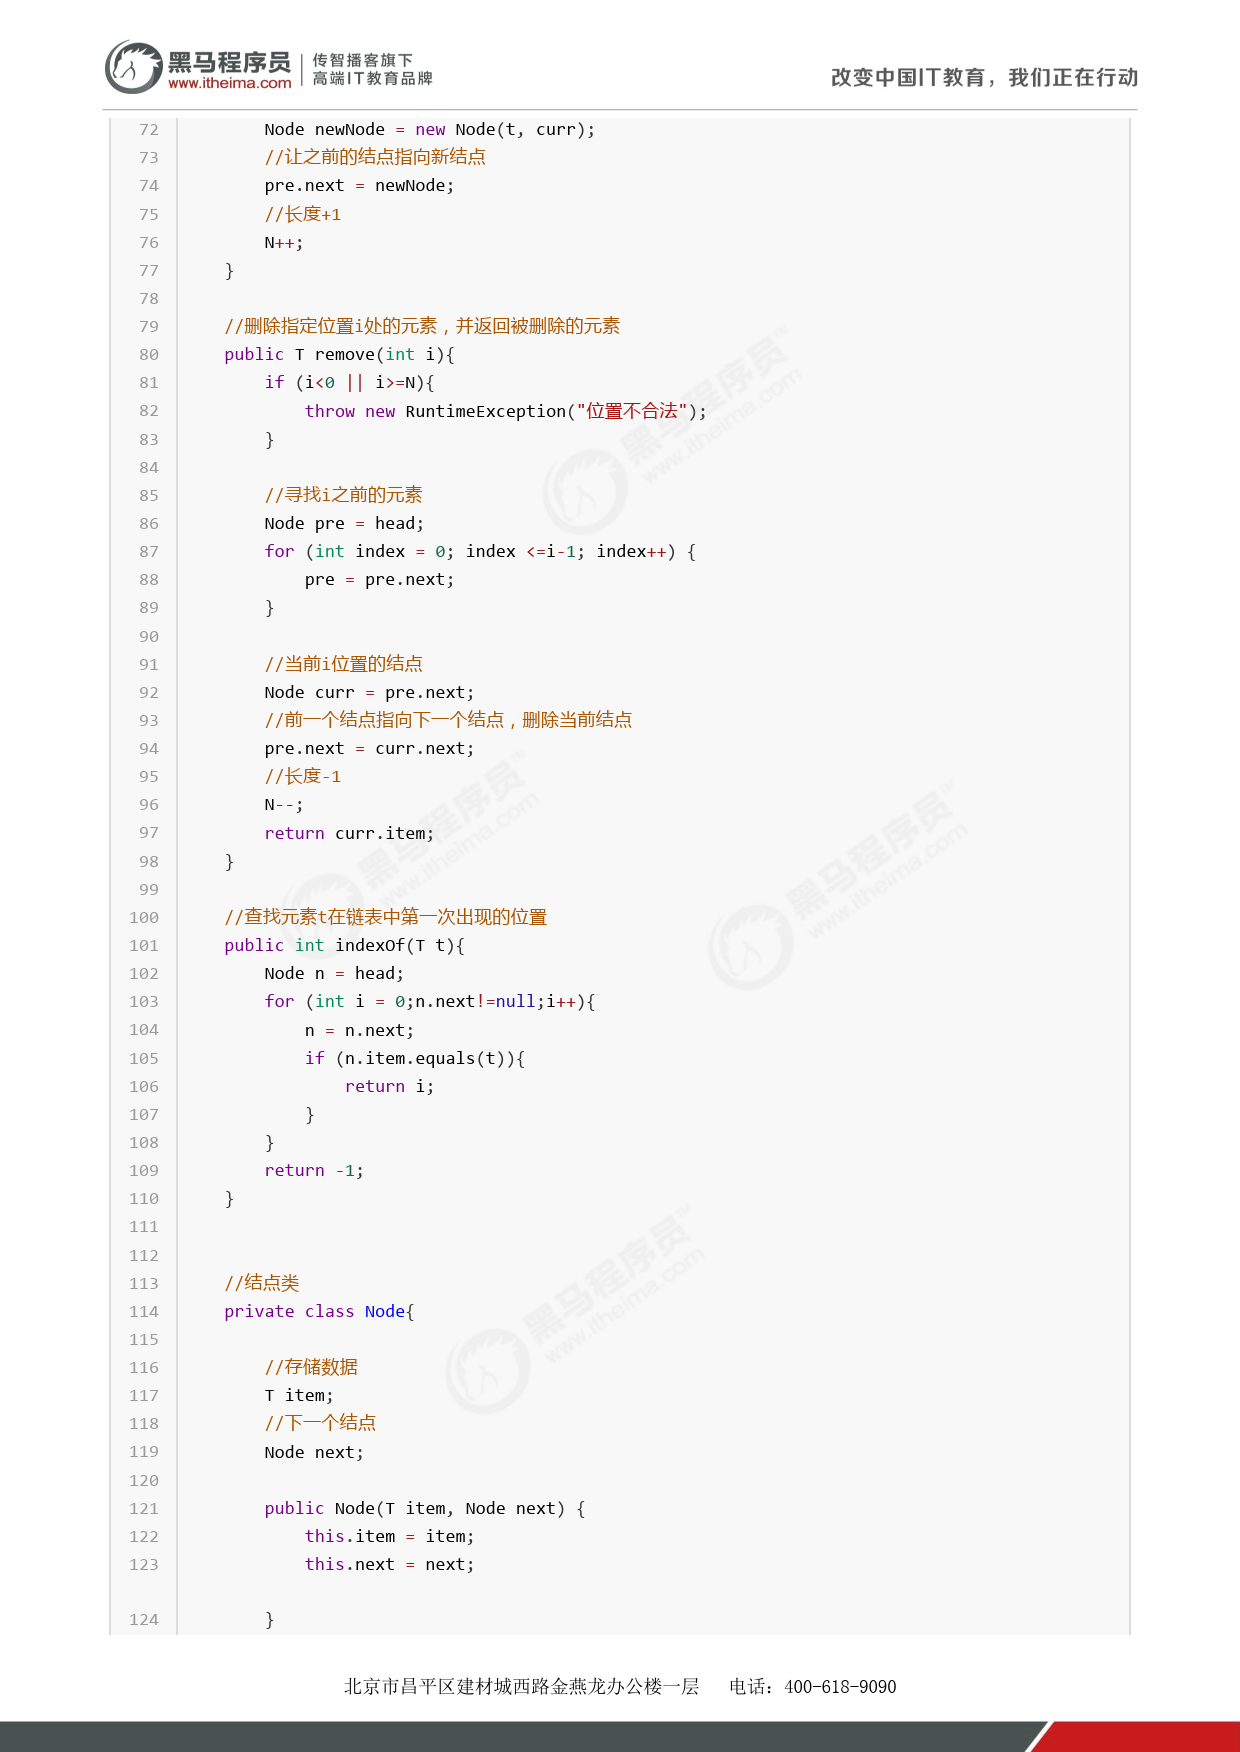 黑马程序员 传智播客旗下
www.itheima.com 高端IT教育品牌
改变中国IT教育，我们正在行动
72 Node newNode = new Node(t, curr);
73 //让之前的结点指向新结点
74 pre.next = newNode;
75 //长度+1
76 N++;
77 }
78
79 //删除指定位置i处的元素，并返回被删除的元素
80 public T remove(int i){
81 if (i<0 || i>=N){
82 throw new RuntimeException("位置不合法");
83 }
84
85 //寻找i之前的元素
86 Node pre = head;
87 for (int index = 0; index <=i-1; index++) {
88 pre = pre.next;
89 }
90
91 //当前i位置的结点
92 Node curr = pre.next;
93 //前一个结点指向下一个结点，删除当前结点
94 pre.next = curr.next;
95 //长度-1
96 N--;
97 return curr.item;
98 }
99
100 //查找元素t在链表中第一次出现的位置
101 public int indexOf(T t){
102 Node n = head;
103 for (int i = 0;n.next!=null;i++){
104 n = n.next;
105 if (n.item.equals(t)){
106 return i;
107 }
108 }
109 return -1;
110 }
111
112
113 //结点类
114 private class Node{
115
116 //存储数据
117 T item;
118 //下一个结点
119 Node next;
120
121 public Node(T item, Node next) {
122 this.item = item;
123 this.next = next;
124 }
北京市昌平区建材城西路金燕龙办公楼一层 电话：400-618-9090